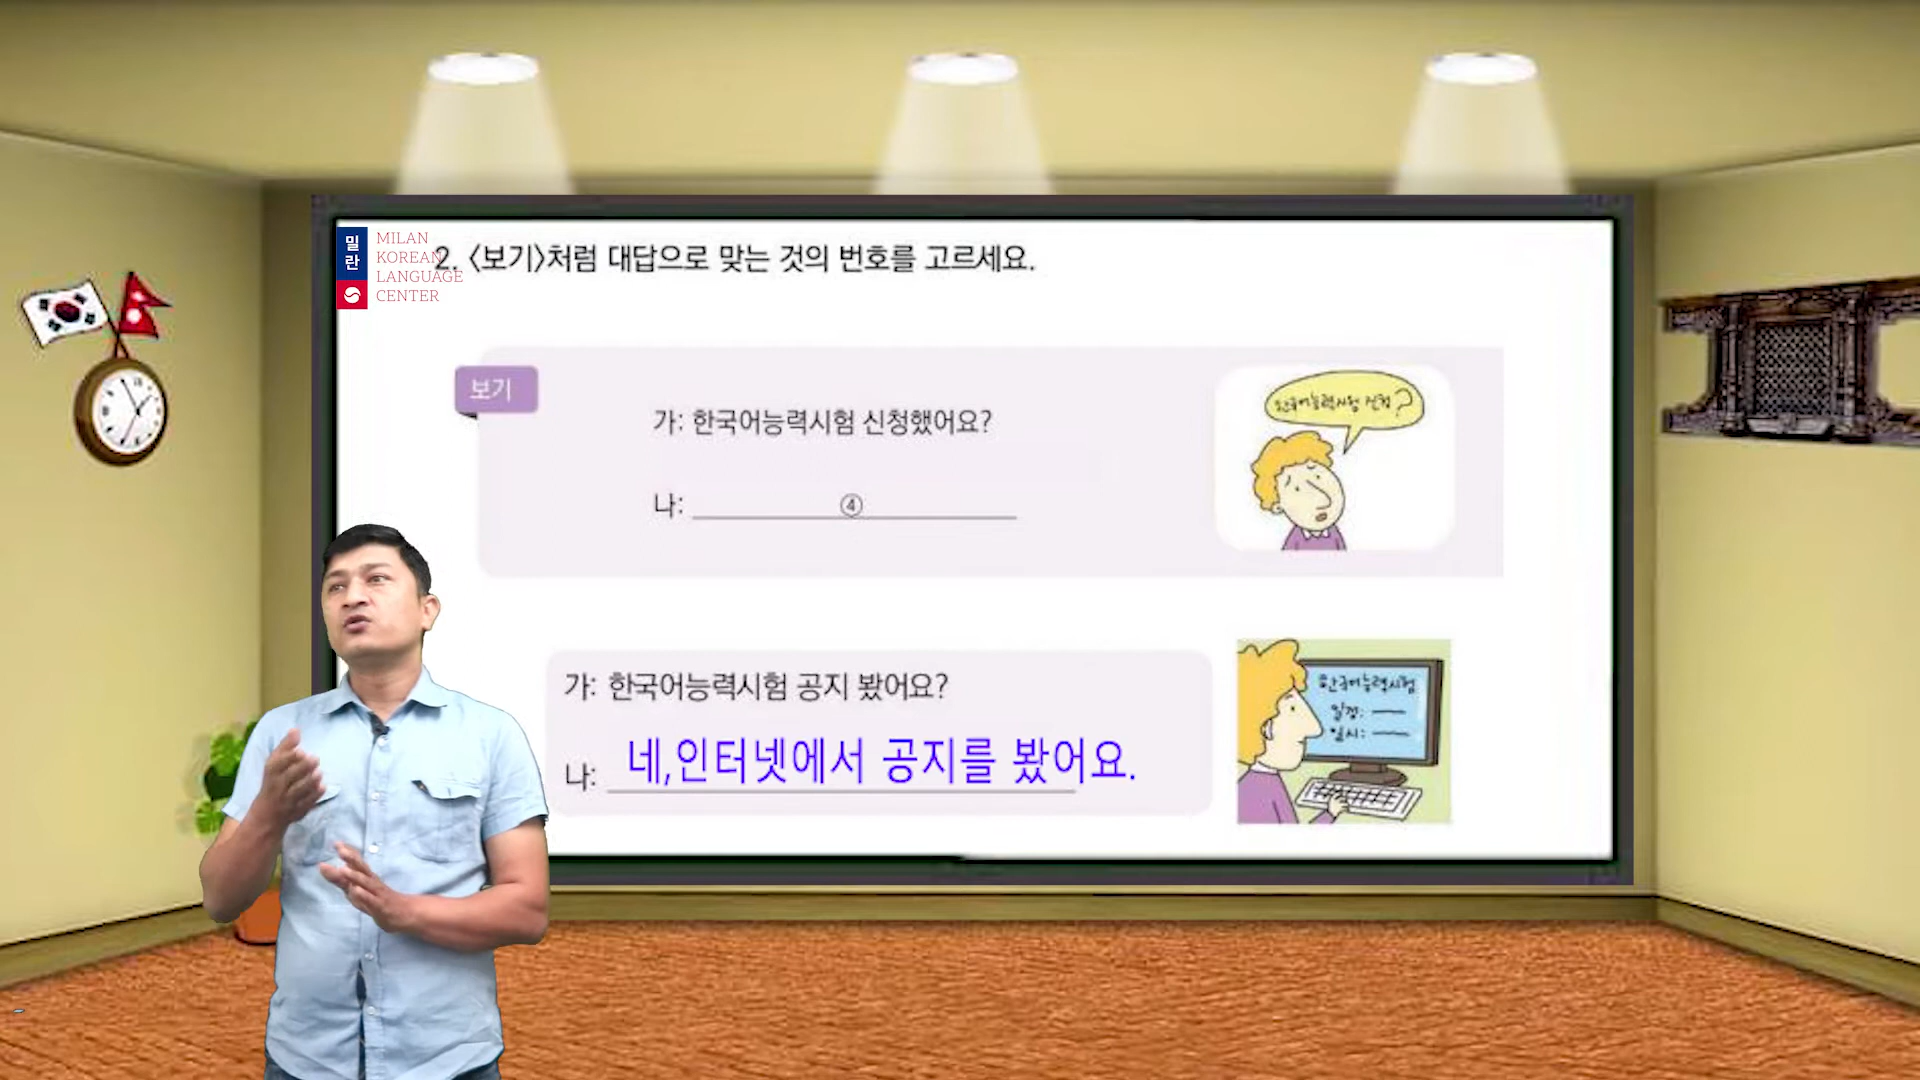 밀란
MILAN
KOREAN
LANGUAGE
CENTER
2. 〈보기〉처럼 대답으로 맞는 것의 번호를 고르세요.
보기
가: 한국어능력시험 신청했어요?
나: ④
한국어능력시험 신청?
가: 한국어능력시험 공지 봤어요?
나: 네,인터넷에서 공지를 봤어요.
한국어능력시험
일정:
일시: